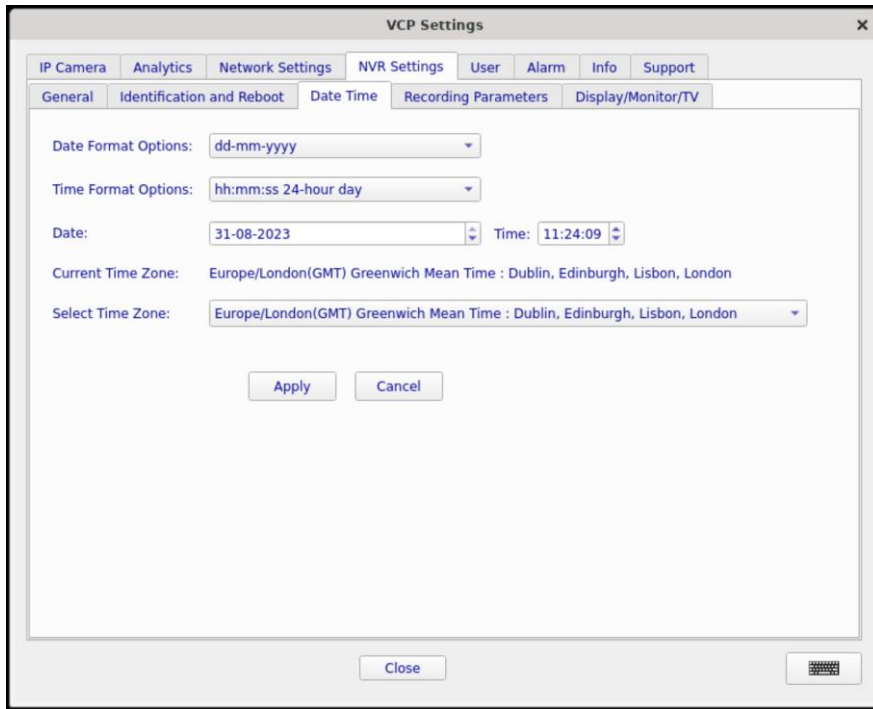 VCP Settings
IP Camera Analytics Network Settings NVR Settings User Alarm Info Support
General Identification and Reboot Date Time Recording Parameters Display/Monitor/TV
Date Format Options: dd-mm-yyyy
Time Format Options: hh:mm:ss 24-hour day
Date: 31-08-2023 Time: 11:24:09
Current Time Zone: Europe/London(GMT) Greenwich Mean Time : Dublin, Edinburgh, Lisbon, London
Select Time Zone: Europe/London(GMT) Greenwich Mean Time : Dublin, Edinburgh, Lisbon, London
Apply Cancel
Close